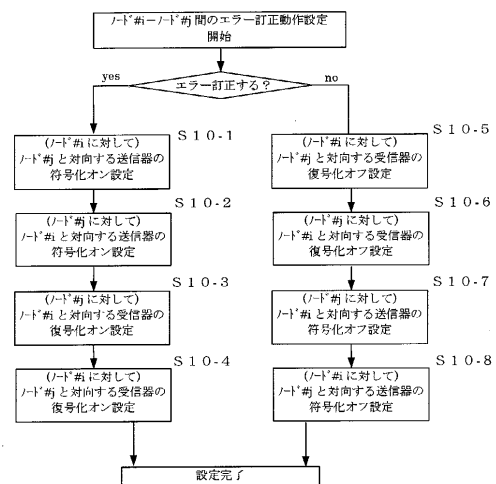 ﾉｰﾄﾞ#i－ﾉｰﾄﾞ#j 間のエラー訂正動作設定
開始
エラー訂正する？
yes
no
S10-1
(ﾉｰﾄﾞ#i に対して)
ﾉｰﾄﾞ#j と対向する送信器の
符号化オン設定
S10-2
(ﾉｰﾄﾞ#j に対して)
ﾉｰﾄﾞ#i と対向する送信器の
符号化オン設定
S10-3
(ﾉｰﾄﾞ#j に対して)
ﾉｰﾄﾞ#i と対向する受信器の
復号化オン設定
S10-4
(ﾉｰﾄﾞ#i に対して)
ﾉｰﾄﾞ#j と対向する受信器の
復号化オン設定
S10-5
(ﾉｰﾄﾞ#i に対して)
ﾉｰﾄﾞ#j と対向する受信器の
復号化オフ設定
S10-6
(ﾉｰﾄﾞ#j に対して)
ﾉｰﾄﾞ#i と対向する受信器の
復号化オフ設定
S10-7
(ﾉｰﾄﾞ#j に対して)
ﾉｰﾄﾞ#i と対向する送信器の
符号化オフ設定
S10-8
(ﾉｰﾄﾞ#i に対して)
ﾉｰﾄﾞ#j と対向する送信器の
符号化オフ設定
設定完了